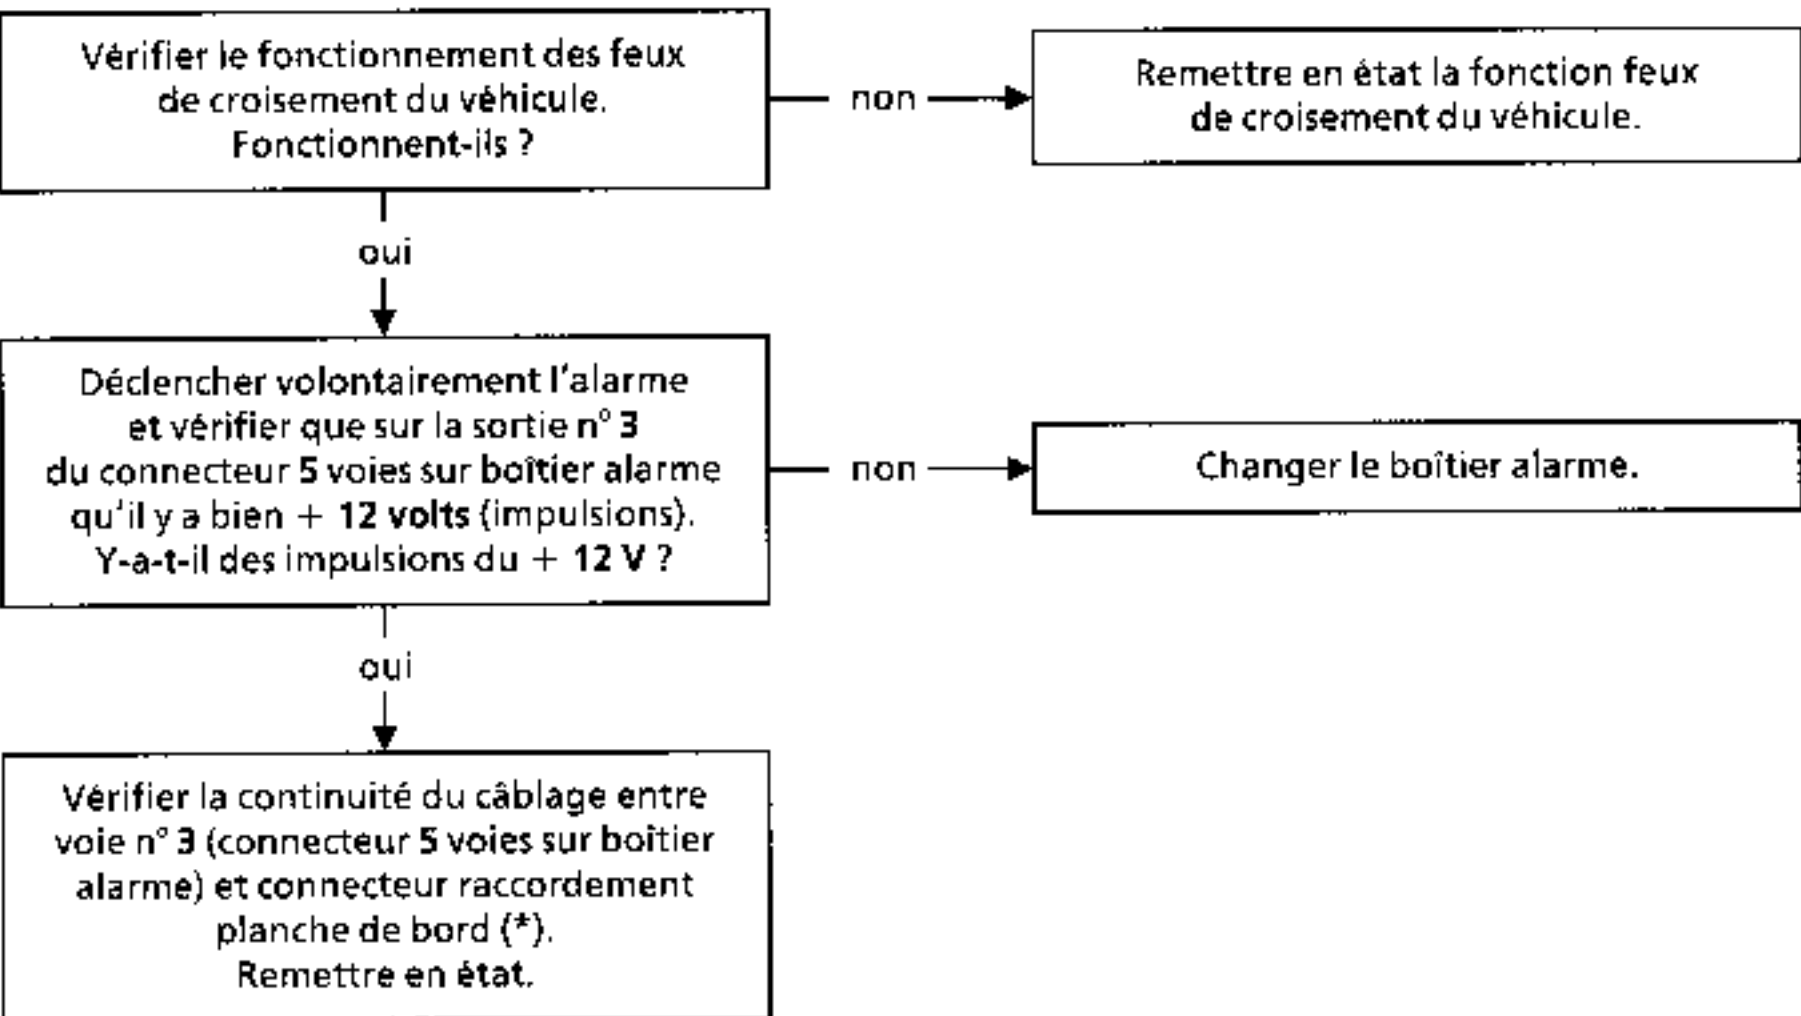 Vérifier le fonctionnement des feux
de croisement du véhicule.
Fonctionnent-ils ?
non
Remettre en état la fonction feux
de croisement du véhicule.
oui
Déclencher volontairement l'alarme
et vérifier que sur la sortie n° 3
du connecteur 5 voies sur boîtier alarme
qu'il y a bien + 12 volts (impulsions).
Y-a-t-il des impulsions du + 12 V ?
non
Changer le boîtier alarme.
oui
Vérifier la continuité du câblage entre
voie n° 3 (connecteur 5 voies sur boîtier
alarme) et connecteur raccordement
planche de bord (*).
Remettre en état.